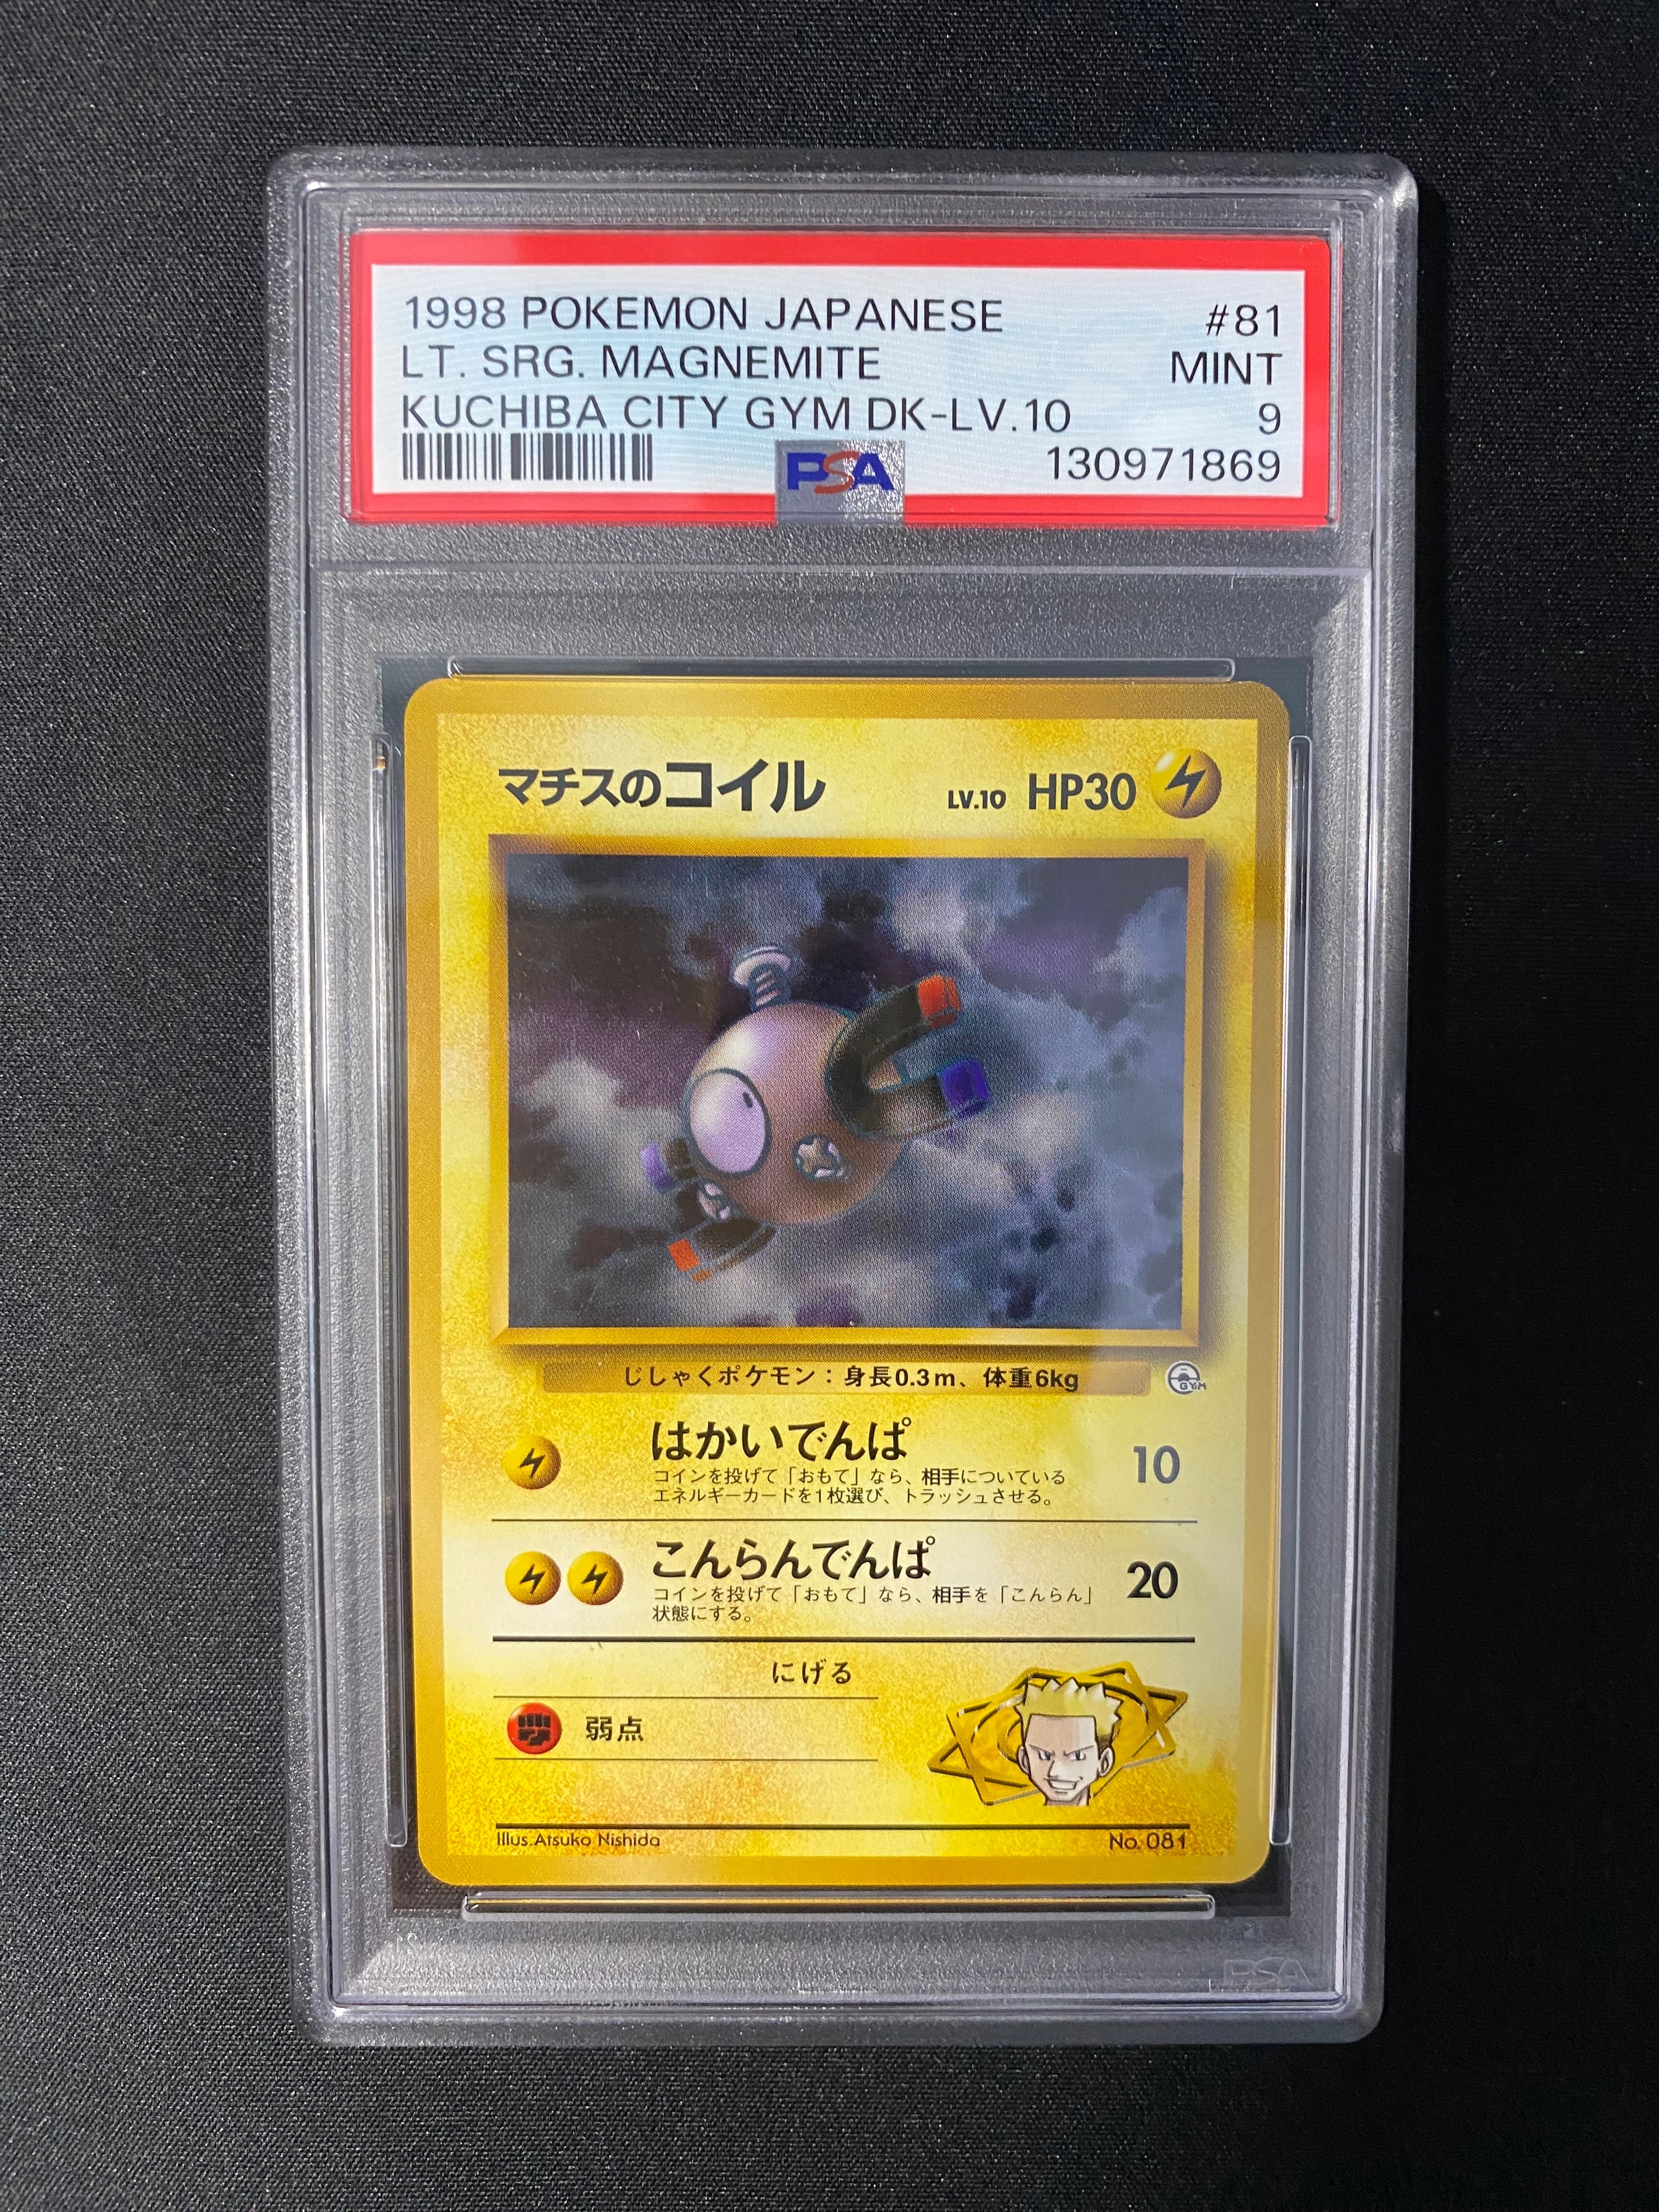 1998 POKEMON JAPANESE #81
LT. SRG. MAGNEMITE MINT
KUCHIBA CITY GYM DK-LV.10 9
PSA 130971869
マチスのコイル LV.10 HP30
じしゃくポケモン：身長0.3m、体重6kg GYM
はかいでんぱ 10
コインを投げて「おもて」なら、相手についている
エネルギーカードを1枚選び、トラッシュさせる。
こんらんでんぱ 20
コインを投げて「おもて」なら、相手を「こんらん」
状態にする。
にげる
弱点
Illus.Atsuko Nishida No. 081
PSA